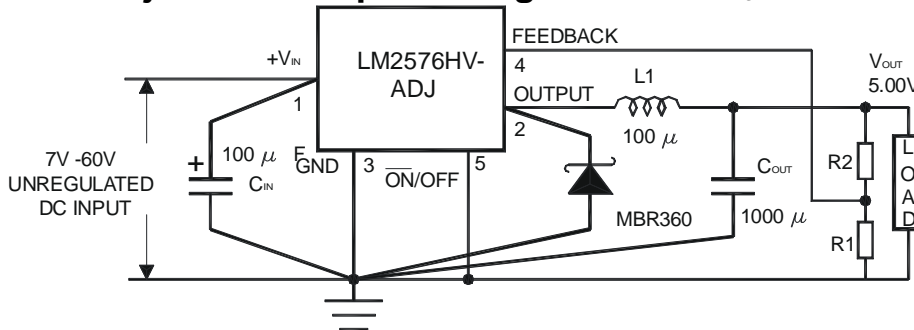 FEEDBACK
+VIN
LM2576HV-
ADJ
4
L1
VOUT
5.00V
1
OUTPUT
2
100 μ
7V -60V
UNREGULATED
DC INPUT
+
100 μ
F
CIN
GND
3
ON/OFF
5
COUT
1000 μ
MBR360
R2
R1
LOAD